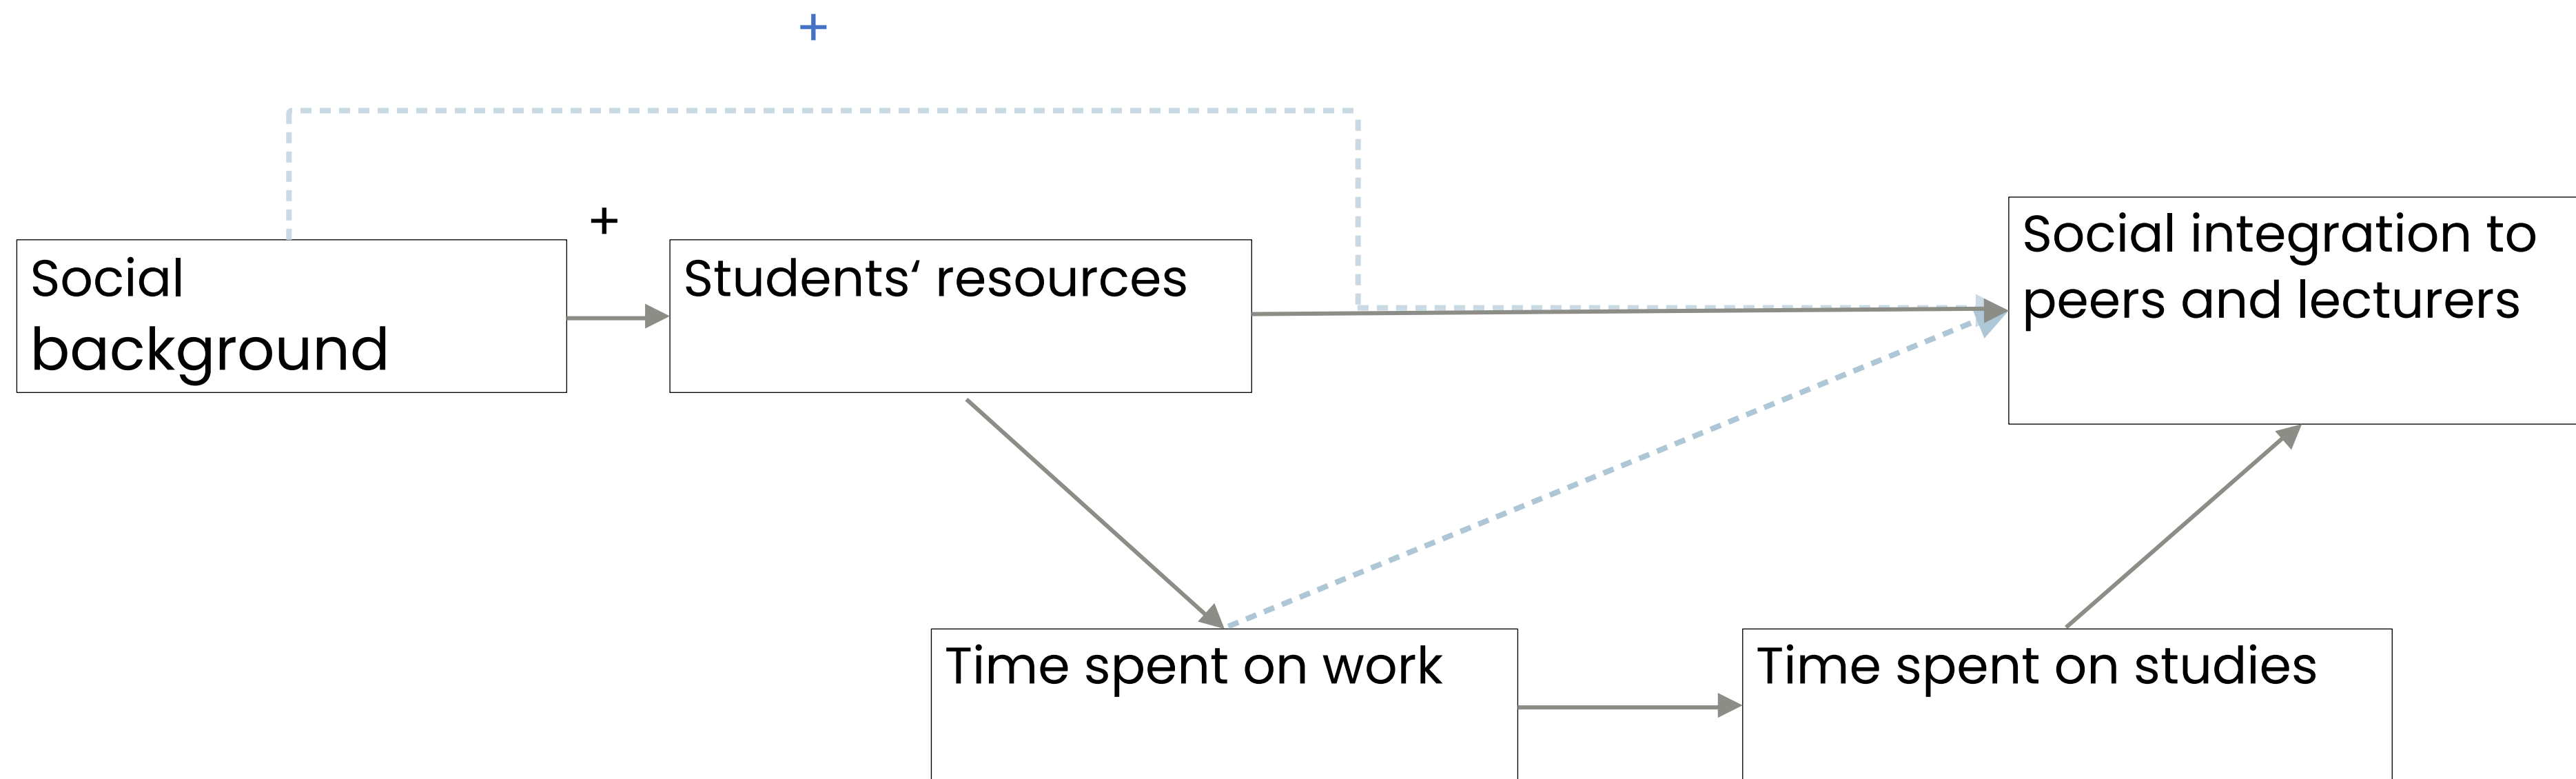 +
+
Social
background
Students‘ resources
Social integration to
peers and lecturers
Time spent on work
Time spent on studies